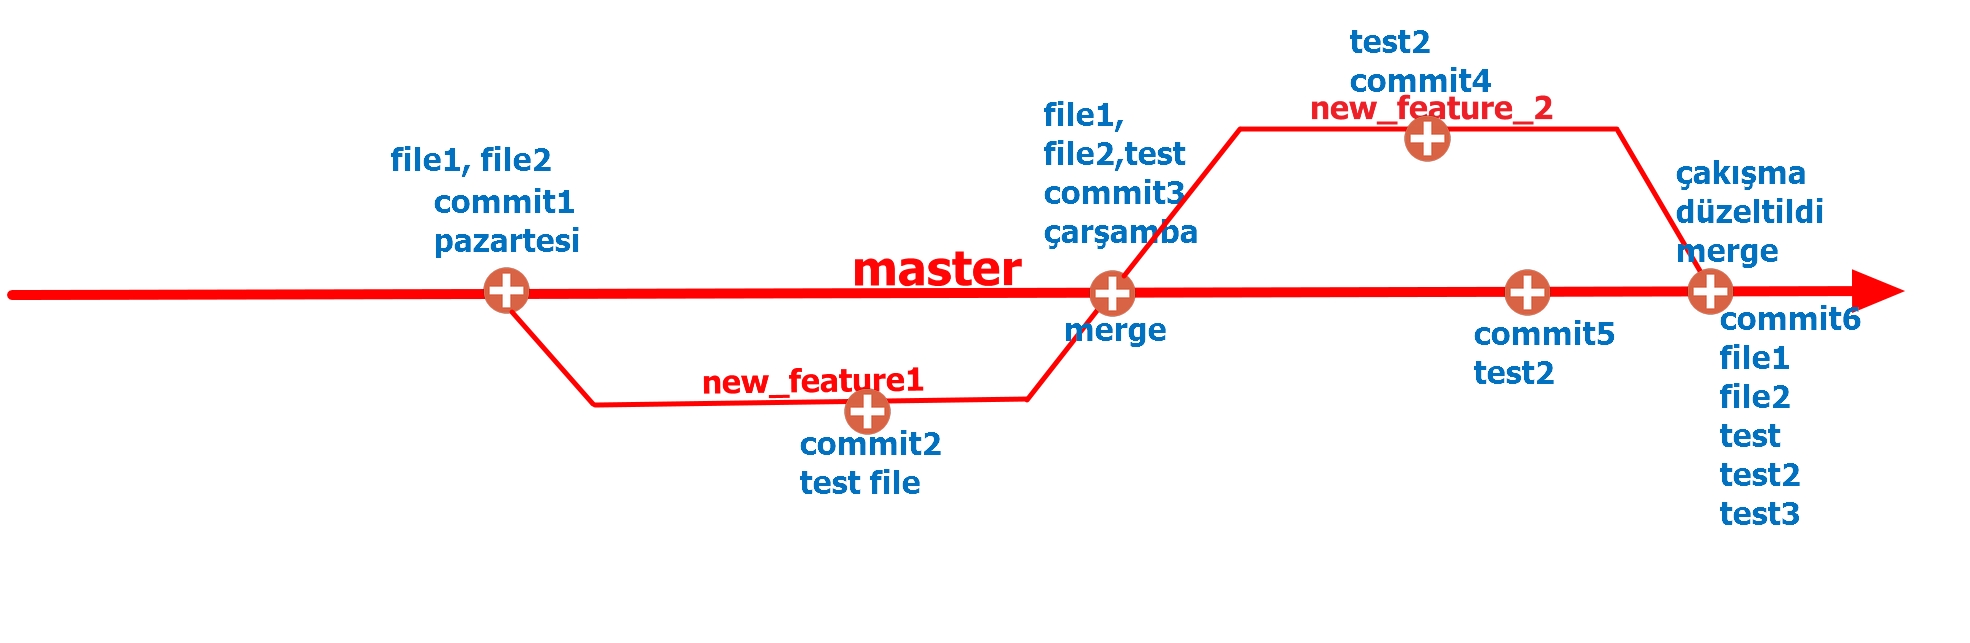 file1, file2
commit1
pazartesi
master
new_feature1
commit2
test file
file1,
file2,test
commit3
çarşamba
merge
test2
commit4
new_feature_2
commit5
test2
çakışma
düzeltildi
merge
commit6
file1
file2
test
test2
test3